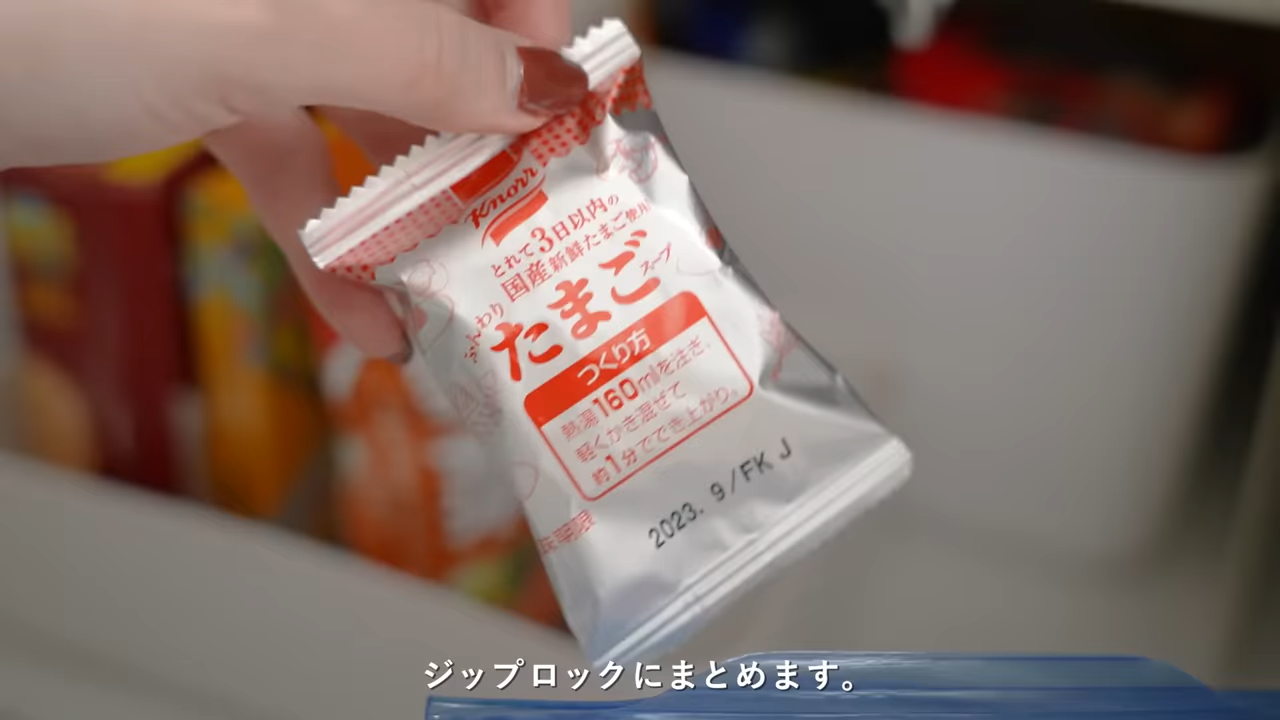 Knorr
とれて3日以内の
国産新鮮たまご使用
ふんわり
たまご
スープ
つくり方
熱湯160mlを注ぎ、
軽くかき混ぜて
約1分ででき上がり。
2023. 9/FK J
ジップロックにまとめます。